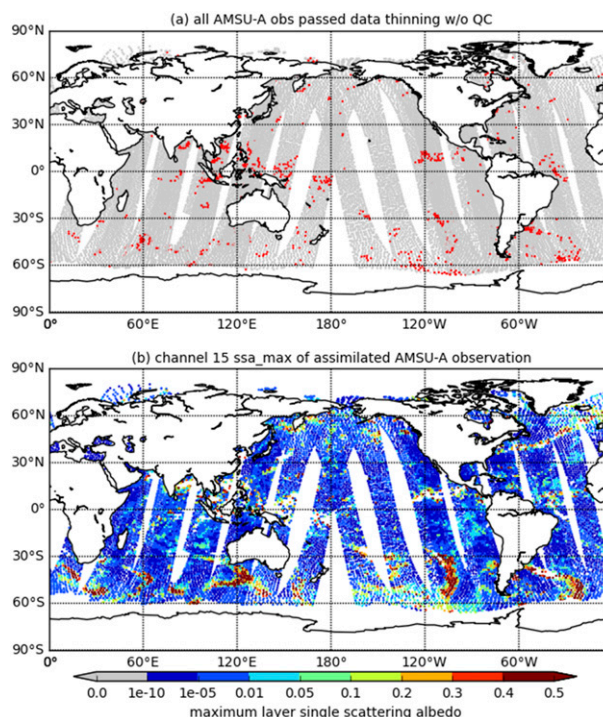 (a) all AMSU-A obs passed data thinning w/o QC
90°N
60°N
30°N
0°
30°S
60°S
90°S
0° 60°E 120°E 180° 120°W 60°W
(b) channel 15 ssa_max of assimilated AMSU-A observation
90°N
60°N
30°N
0°
30°S
60°S
90°S
0° 60°E 120°E 180° 120°W 60°W
0.0 1e-10 1e-05 0.01 0.05 0.1 0.2 0.3 0.4 0.5
maximum layer single scattering albedo